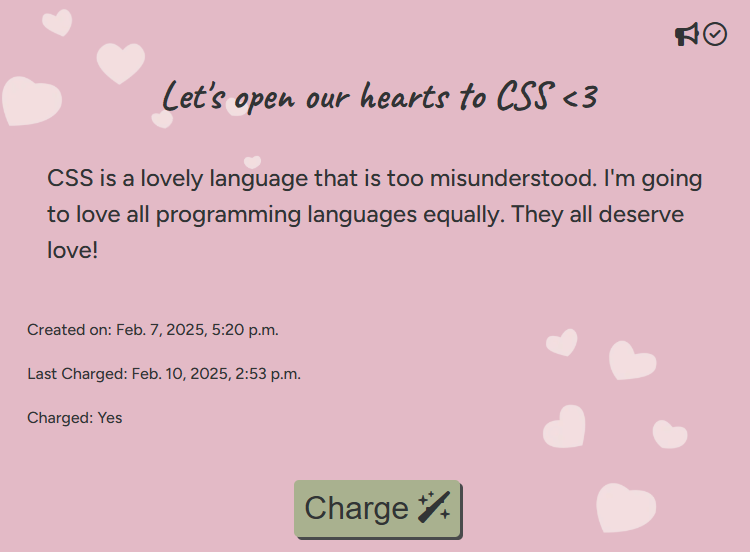 Let's open our hearts to CSS <3
CSS is a lovely language that is too misunderstood. I'm going
to love all programming languages equally. They all deserve
love!
Created on: Feb. 7, 2025, 5:20 p.m.
Last Charged: Feb. 10, 2025, 2:53 p.m.
Charged: Yes
Charge